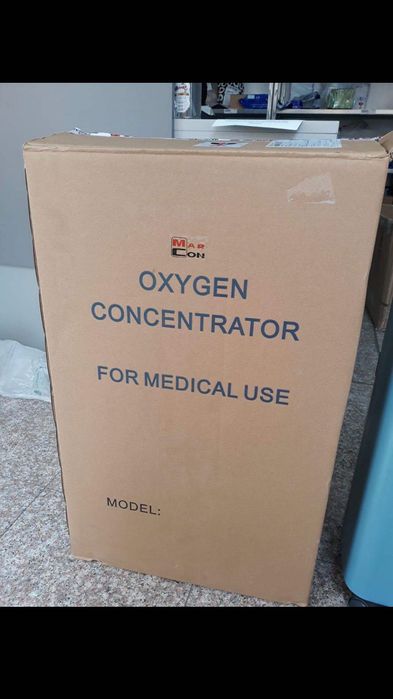 MAR
CON
OXYGEN
CONCENTRATOR
FOR MEDICAL USE
MODEL: